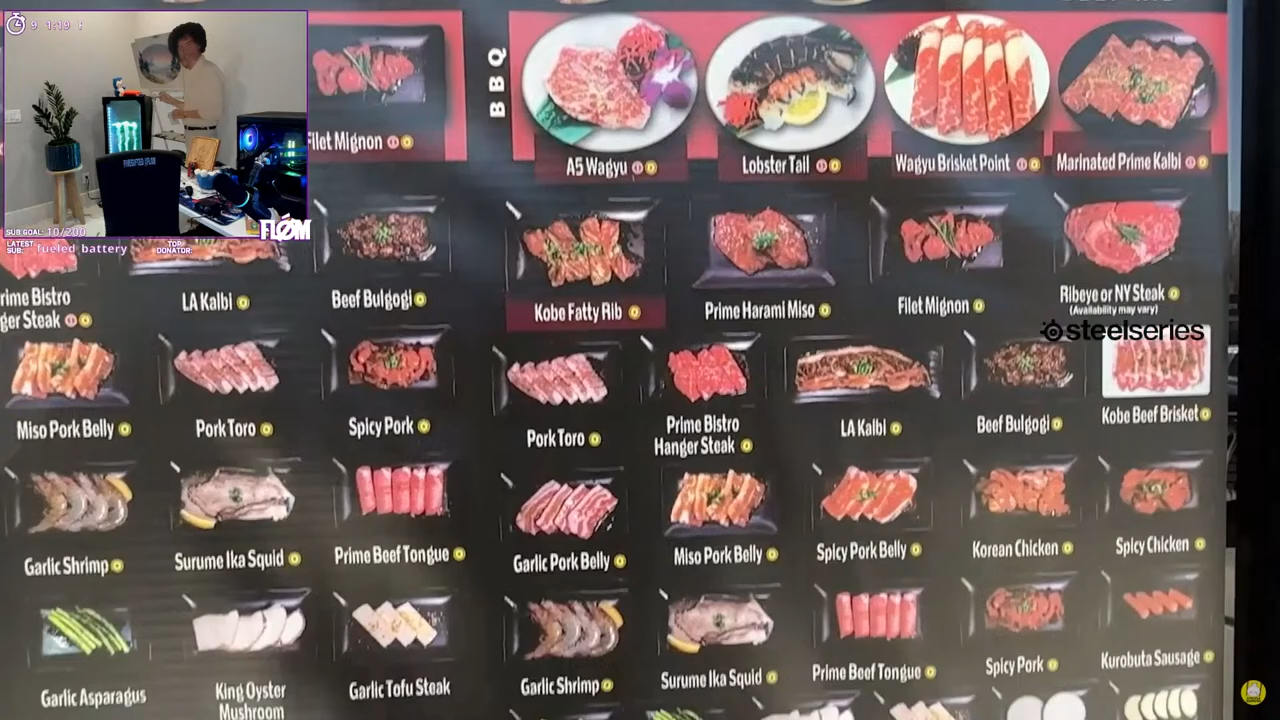 9 1:19
SUB GOAL: 10/200
LATEST SUB: fueled battery
TOP DONATOR:
FLOM
Filet Mignon
BBQ
A5 Wagyu
Lobster Tail
Wagyu Brisket Point
Marinated Prime Kalbi
rime Bistro
ger Steak
LA Kalbi
Beef Bulgogi
Kobe Fatty Rib
Prime Harami Miso
Filet Mignon
Ribeye or NY Steak
(Availability may vary)
steelseries
Miso Pork Belly
Pork Toro
Spicy Pork
Pork Toro
Prime Bistro
Hanger Steak
LA Kalbi
Beef Bulgogi
Kobe Beef Brisket
Garlic Shrimp
Surume Ika Squid
Prime Beef Tongue
Garlic Pork Belly
Miso Pork Belly
Spicy Pork Belly
Korean Chicken
Spicy Chicken
Garlic Asparagus
King Oyster
Mushroom
Garlic Tofu Steak
Garlic Shrimp
Surume Ika Squid
Prime Beef Tongue
Spicy Pork
Kurobuta Sausage